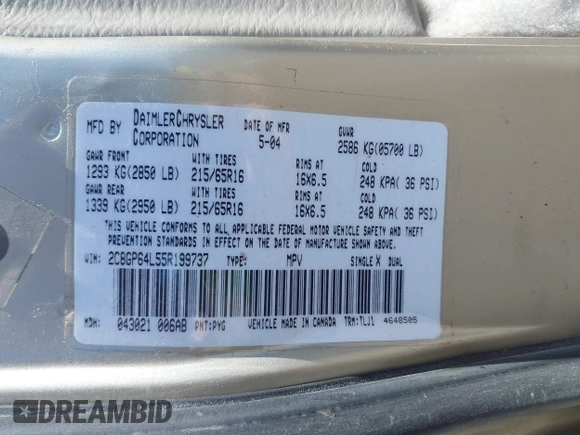 MFD BY DAIMLERCHRYSLER CORPORATION DATE OF MFR 5-04 GVWR 2586 KG(05700 LB)
GAWR FRONT WITH TIRES RIMS AT COLD
1293 KG(2850 LB) 215/65R16 16X6.5 248 KPA( 36 PSI)
GAWR REAR WITH TIRES RIMS AT COLD
1339 KG(2950 LB) 215/65R16 16X6.5 248 KPA( 36 PSI)
THIS VEHICLE CONFORMS TO ALL APPLICABLE FEDERAL MOTOR VEHICLE SAFETY AND THEFT
PREVENTION STANDARDS IN EFFECT ON THE DATE OF MANUFACTURE SHOWN ABOVE.
VIN: 2C8GP64L55R199737 TYPE: MPV SINGLE X DUAL
MDH: 043021 006AB PNT:PYG VEHICLE MADE IN CANADA TRM:TLJ1 4648505
DREAMBID